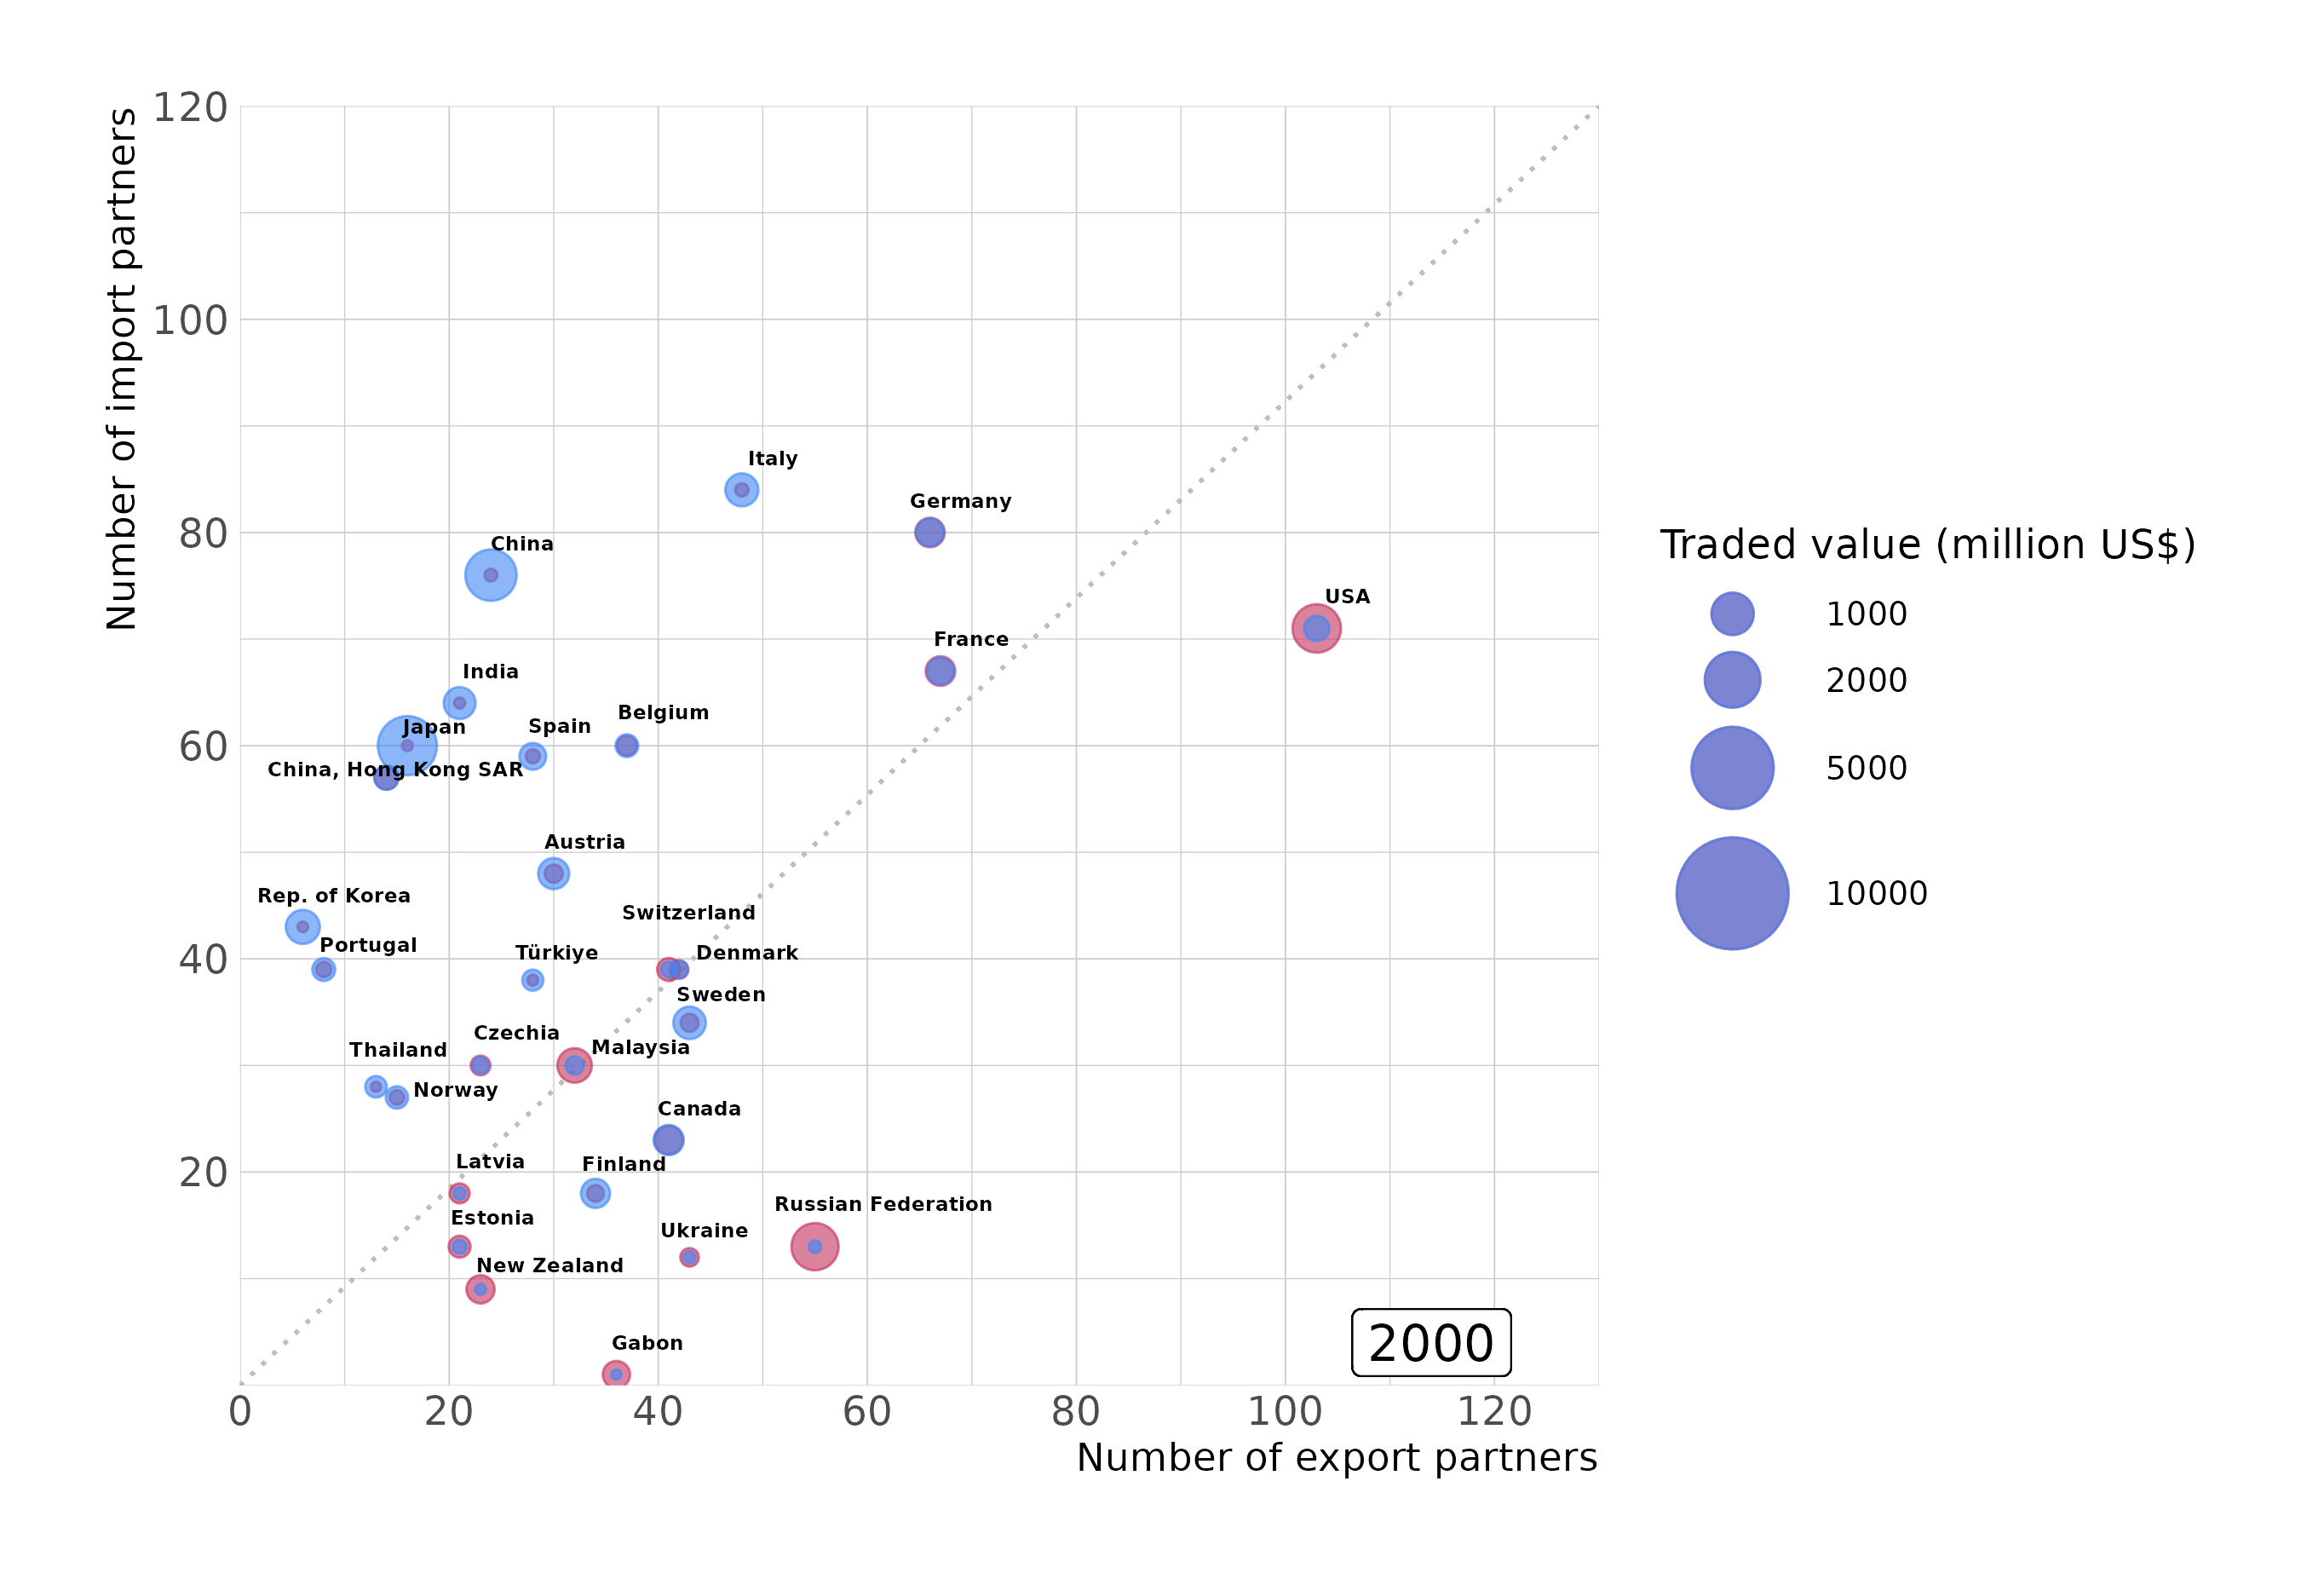 Number of import partners
120
100
80
60
40
20
Italy
Germany
China
USA
France
India
Belgium
Japan
Spain
China, Hong Kong SAR
Austria
Rep. of Korea
Switzerland
Portugal
Türkiye
Denmark
Sweden
Czechia
Malaysia
Thailand
Norway
Canada
Latvia
Finland
Russian Federation
Estonia
Ukraine
New Zealand
Gabon
2000
0 20 40 60 80 100 120
Number of export partners
Traded value (million US$)
1000
2000
5000
10000